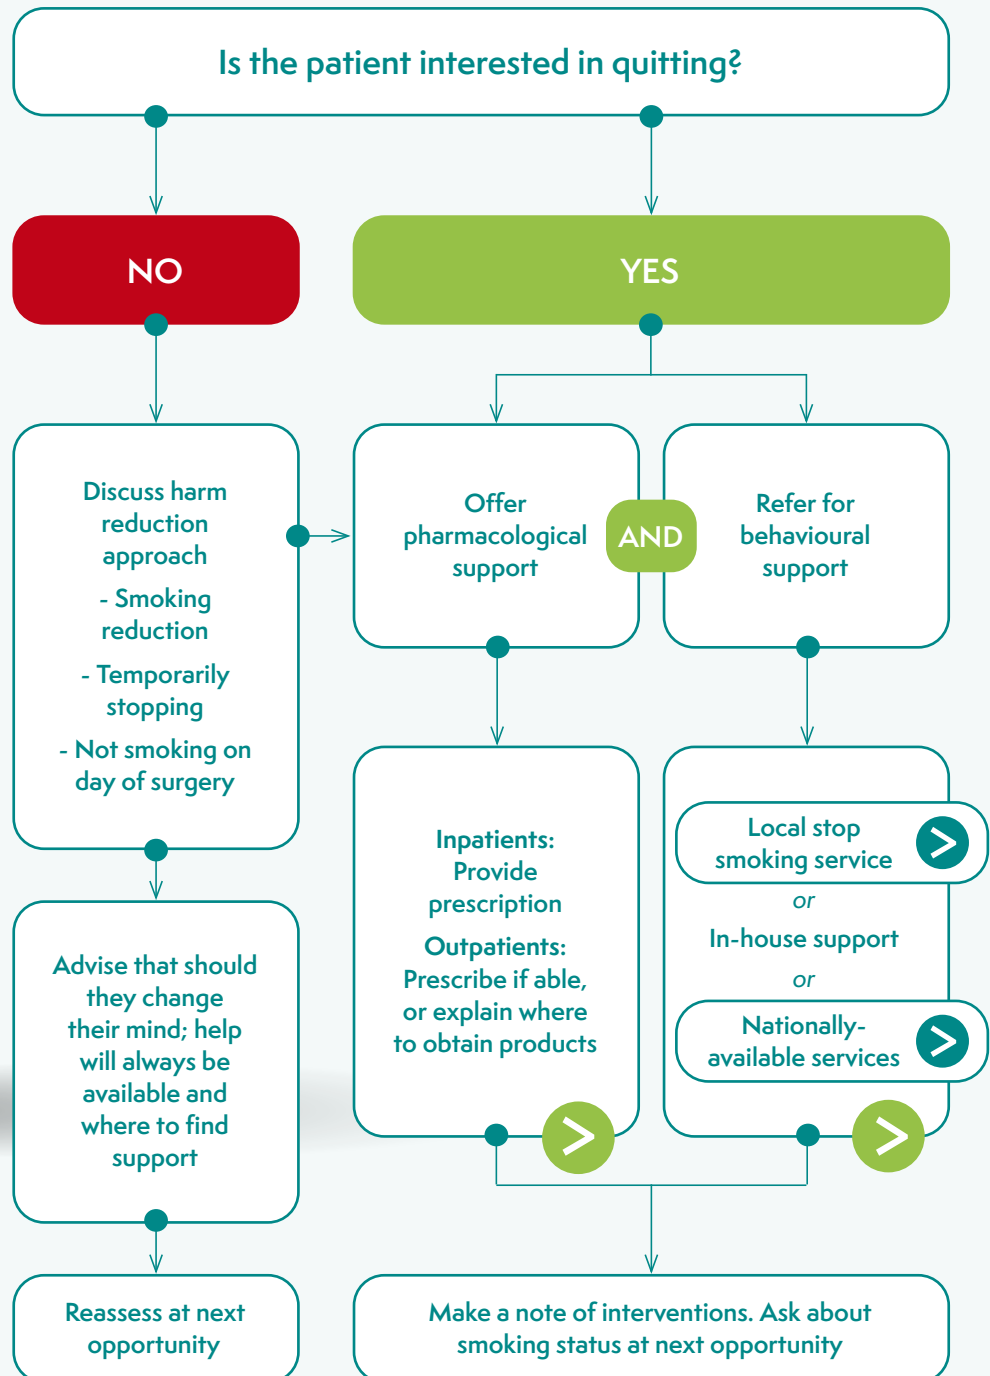 Is the patient interested in quitting?
NO
YES
Discuss harm
reduction
approach
- Smoking
reduction
- Temporarily
stopping
- Not smoking on
day of surgery
Offer
pharmacological
support
AND
Refer for
behavioural
support
Advise that should
they change
their mind; help
will always be
available and
where to find
support
Inpatients:
Provide
prescription
Outpatients:
Prescribe if able,
or explain where
to obtain products
Local stop
smoking service
or
In-house support
or
Nationally-
available services
Reassess at next
opportunity
Make a note of interventions. Ask about
smoking status at next opportunity